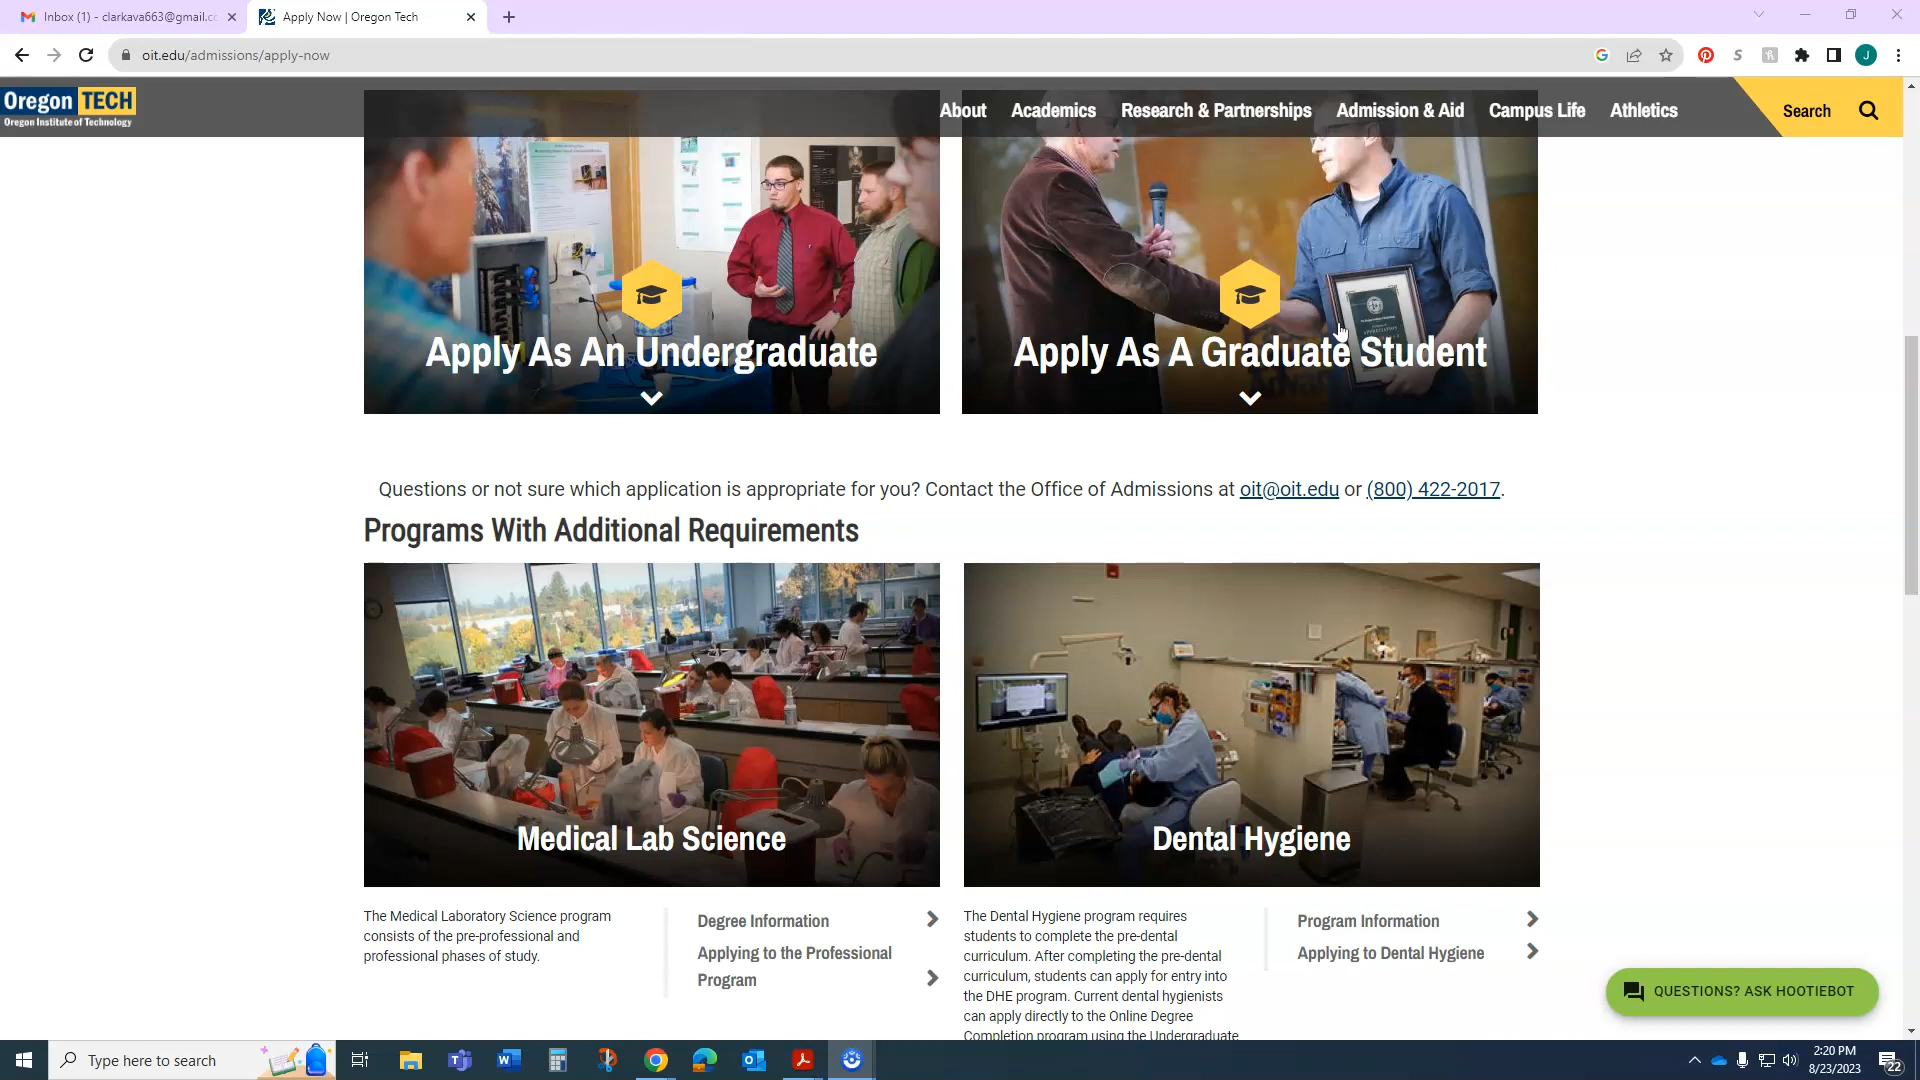 Inbox (1) - clarkava663@gmail.cc
Apply Now | Oregon Tech
oit.edu/admissions/apply-now
J
Oregon TECH
Oregon Institute of Technology
About
Academics
Research & Partnerships
Admission & Aid
Campus Life
Athletics
Search
Apply As An Undergraduate
Apply As A Graduate Student
Questions or not sure which application is appropriate for you? Contact the Office of Admissions at oit@oit.edu or (800) 422-2017.
Programs With Additional Requirements
Medical Lab Science
Dental Hygiene
The Medical Laboratory Science program
consists of the pre-professional and
professional phases of study.
Degree Information
Applying to the Professional
Program
The Dental Hygiene program requires
students to complete the pre-dental
curriculum. After completing the pre-dental
curriculum, students can apply for entry into
the DHE program. Current dental hygienists
can apply directly to the Online Degree
Completion program using the Undergraduate
Program Information
Applying to Dental Hygiene
QUESTIONS? ASK HOOTIEBOT
Type here to search
2:20 PM
8/23/2023
22